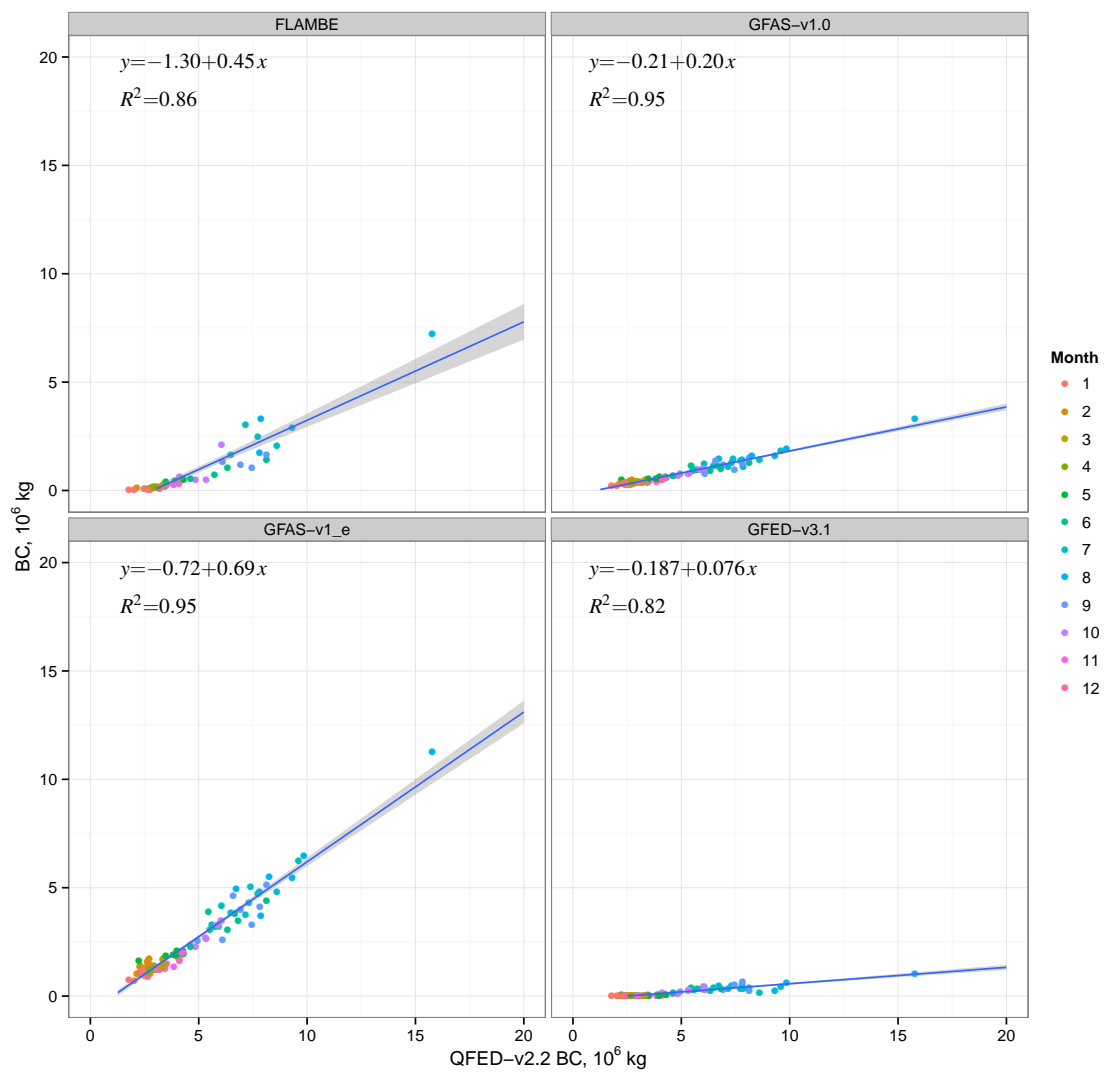 FLAMBE
GFAS−v1.0
y=−1.30+0.45x
R²=0.86
y=−0.21+0.20x
R²=0.95
20
15
10
5
0
GFAS−v1_e
GFED−v3.1
y=−0.72+0.69x
R²=0.95
y=−0.187+0.076x
R²=0.82
20
15
10
5
0
0 5 10 15 20
0 5 10 15 20
QFED−v2.2 BC, 10⁶ kg
BC, 10⁶ kg
Month
1
2
3
4
5
6
7
8
9
10
11
12